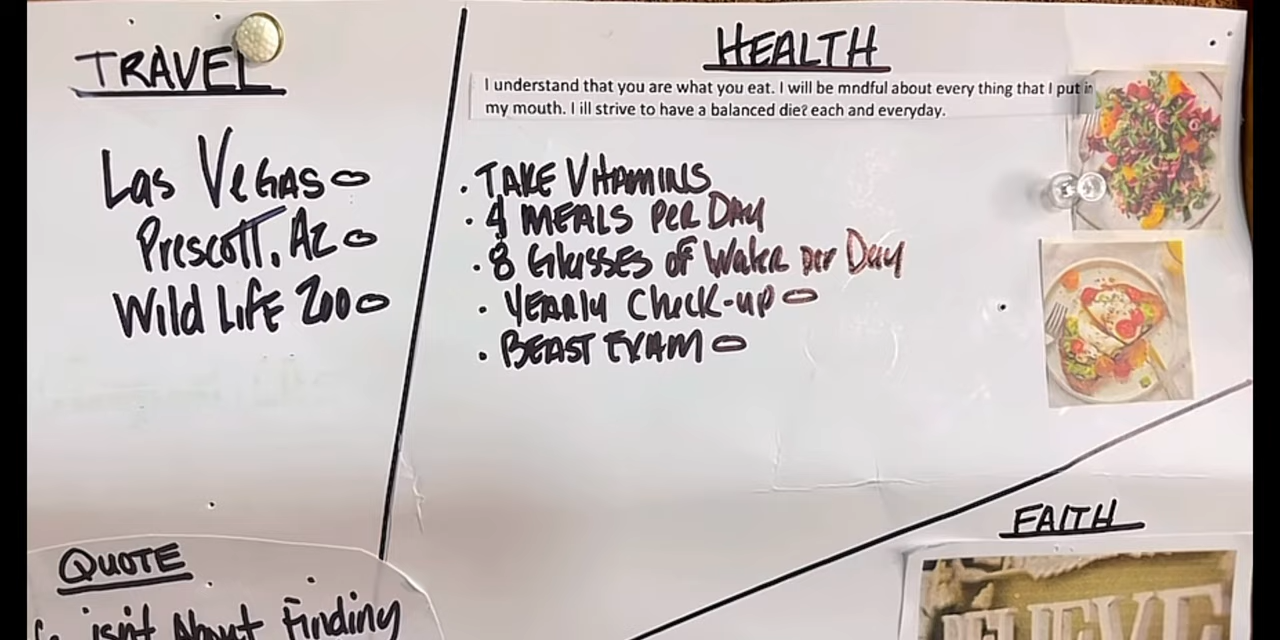 TRAVEL
Las VeGAS
Prescott, AZ
Wild Life Zoo
HEALTH
I understand that you are what you eat. I will be mndful about every thing that I put in
my mouth. I ill strive to have a balanced die? each and everyday.
. TAKE VitAMINS
. 4 MEALS PER DAY
. 8 Glasses of Water per Day
. YEARly Check-up
. BEAST EXAM
QUOTE
isn't About Finding
FAITH
BELIEVE